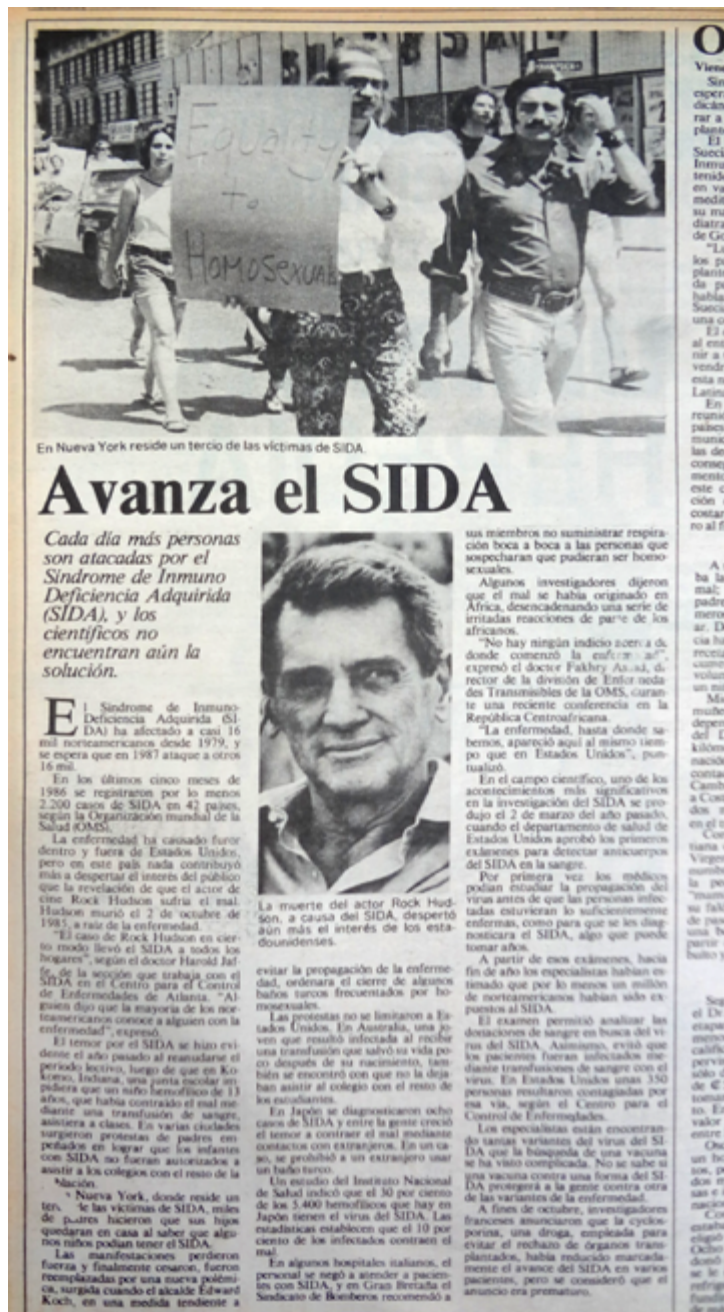 Equality
to
Homosexuals
En Nueva York reside un tercio de las víctimas de SIDA.
Avanza el SIDA
Cada día más personas
son atacadas por el
Síndrome de Inmuno
Deficiencia Adquirida
(SIDA), y los
científicos no
encuentran aún la
solución.
El Síndrome de Inmuno-
Deficiencia Adquirida (SI-
DA) ha afectado a casi 16
mil norteamericanos desde 1979, y
se espera que en 1987 ataque a otros
16 mil.
En los últimos cinco meses de
1986 se registraron por lo menos
2.200 casos de SIDA en 42 países,
según la Organización mundial de la
Salud (OMS).
La enfermedad ha causado furor
dentro y fuera de Estados Unidos,
pero en este país nada contribuyó
más a despertar el interés del público
que la revelación de que el actor de
cine Rock Hudson sufría el mal.
Hudson murió el 2 de octubre de
1985, a raíz de la enfermedad.
"El caso de Rock Hudson en cier-
to modo llevó el SIDA a todos los
hogares", según el doctor Harold Jaf-
fe, de la sección que trabaja con el
SIDA en el Centro para el Control
de Enfermedades de Atlanta. "Al-
guien dijo que la mayoría de los nor-
teamericanos conoce a alguien con la
enfermedad", expresó.
El temor por el SIDA se hizo evi-
dente el año pasado al reanudarse el
período lectivo, luego de que en Ko-
komo, Indiana, una junta escolar im-
pidiera que un niño hemofílico de 13
años, que había contraído el mal me-
diante una transfusión de sangre,
asistiera a clases. En varias ciudades
surgieron protestas de padres em-
peñados en lograr que los infantes
con SIDA no fueran autorizados a
asistir a los colegios con el resto de la
población.
Nueva York, donde reside un
tercio de las víctimas de SIDA, miles
de padres hicieron que sus hijos
quedaran en casa al saber que algu-
nos niños podían tener el SIDA.
Las manifestaciones perdieron
fuerza y finalmente cesaron, fueron
reemplazadas por una nueva polémi-
ca, surgida cuando el alcalde Edward
Koch, en una medida tendiente a
La muerte del actor Rock Hud-
son, a causa del SIDA, despertó
aún más el interés de los esta-
dounidenses.
evitar la propagación de la enferme-
dad, ordenara el cierre de algunos
baños turcos frecuentados por ho-
mosexuales.
Las protestas no se limitaron a Es-
tados Unidos. En Australia, una jo-
ven que resultó infectada al recibir
una transfusión que salvó su vida po-
co después de su nacimiento, tam-
bién se encontró con que no la deja
ban asistir al colegio con el resto de
los estudiantes.
En Japón se diagnosticaron ocho
casos de SIDA y entre la gente creció
el temor a contraer el mal mediante
contactos con extranjeros. En un ca-
so, se prohibió a un extranjero usar
un baño turco.
Un estudio del Instituto Nacional
de Salud indicó que el 30 por ciento
de los 5.400 hemofílicos que hay en
Japón tienen el virus del SIDA. Las
estadísticas establecen que el 10 por
ciento de los infectados contraen el
mal.
En algunos hospitales italianos, el
personal se negó a atender a pacien-
tes con SIDA, y en Gran Bretaña el
Sindicato de Bomberos recomendó a
sus miembros no suministrar respira-
ción boca a boca a las personas que
sospecharan que pudieran ser homo-
sexuales.
Algunos investigadores dijeron
que el mal se había originado en
África, desencadenando una serie de
irritadas reacciones de parte de los
africanos.
"No hay ningún indicio acerca de
donde comenzó la enfermedad",
expresó el doctor Fakhry Assad, di-
rector de la división de Enfermeda-
des Transmisibles de la OMS, duran-
te una reciente conferencia en la
República Centroafricana.
"La enfermedad, hasta donde sa-
bemos, apareció aquí al mismo tiem-
po que en Estados Unidos", pun-
tualizó.
En el campo científico, uno de los
acontecimientos más significativos
en la investigación del SIDA se pro-
dujo el 2 de marzo del año pasado,
cuando el departamento de salud de
Estados Unidos aprobó los primeros
exámenes para detectar anticuerpos
del SIDA en la sangre.
Por primera vez los médicos
podían estudiar la propagación del
virus antes de que las personas infec-
tadas estuvieran lo suficientemente
enfermas, como para que se les diag-
nosticara el SIDA, algo que puede
tomar años.
A partir de esos exámenes, hacia
fin de año los especialistas habían es-
timado que por lo menos un millón
de norteamericanos habían sido ex-
puestos al SIDA.
El examen permitió analizar las
donaciones de sangre en busca del vi-
rus del SIDA. Asimismo, evitó que
los pacientes fueran infectados me-
diante transfusiones de sangre con el
virus. En Estados Unidos unas 350
personas resultaron contagiadas por
esa vía, según el Centro para el
Control de Enfermedades.
Los especialistas están encontran-
do tantas variantes del virus del SI-
DA que la búsqueda de una vacuna
se ha visto complicada. No se sabe si
una vacuna contra una forma del SI-
DA protegerá a la gente contra otra
de las variantes de la enfermedad.
A fines de octubre, investigadores
franceses anunciaron que la cyclos-
porina, una droga, empleada para
evitar el rechazo de órganos trans-
plantados, había reducido marcada-
mente el avance del SIDA en varios
pacientes, pero se consideró que el
anuncio era prematuro.